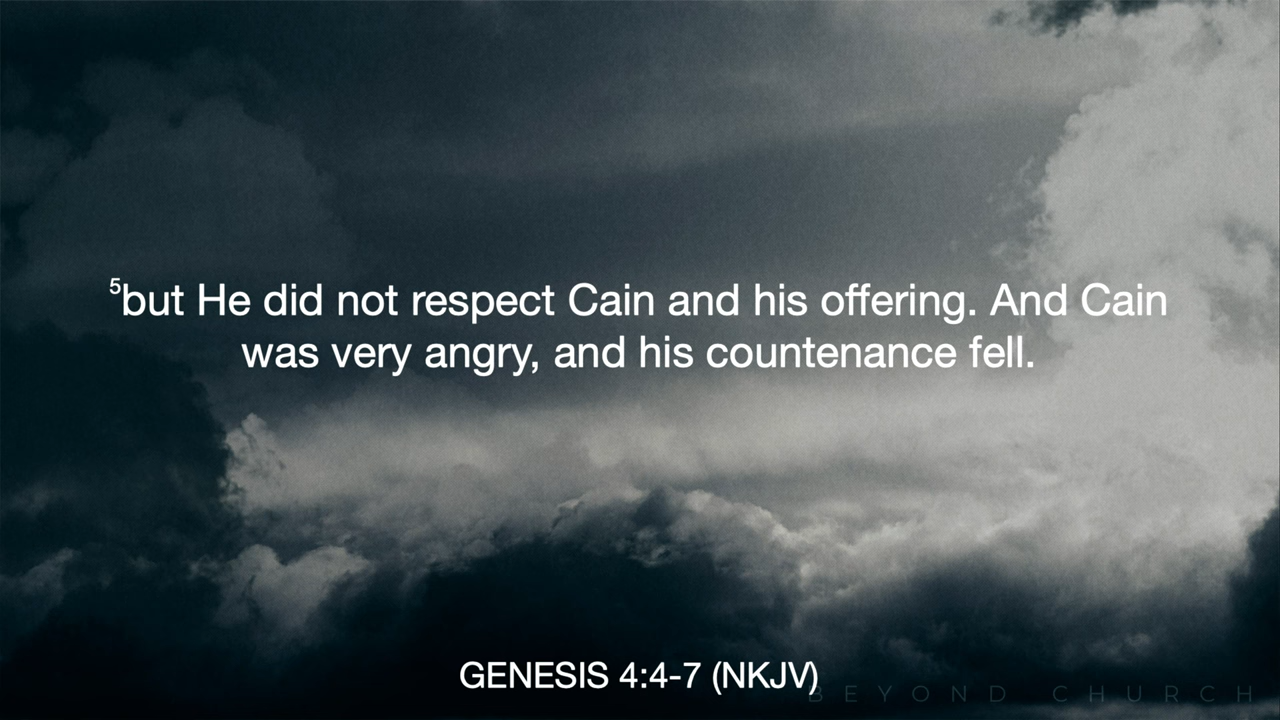 ⁵but He did not respect Cain and his offering. And Cain
was very angry, and his countenance fell.
GENESIS 4:4-7 (NKJV)
BEYOND CHURCH